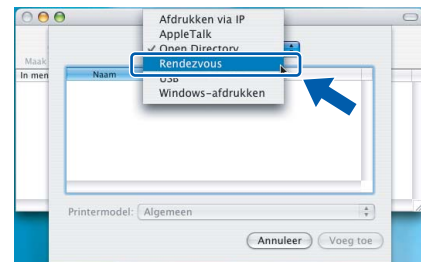 Afdrukken via IP
AppleTalk
✓ Open Directory
Rendezvous
USB
Windows-afdrukken
Maak
In men
Naam
Printermodel: Algemeen
Annuleer
Voeg toe